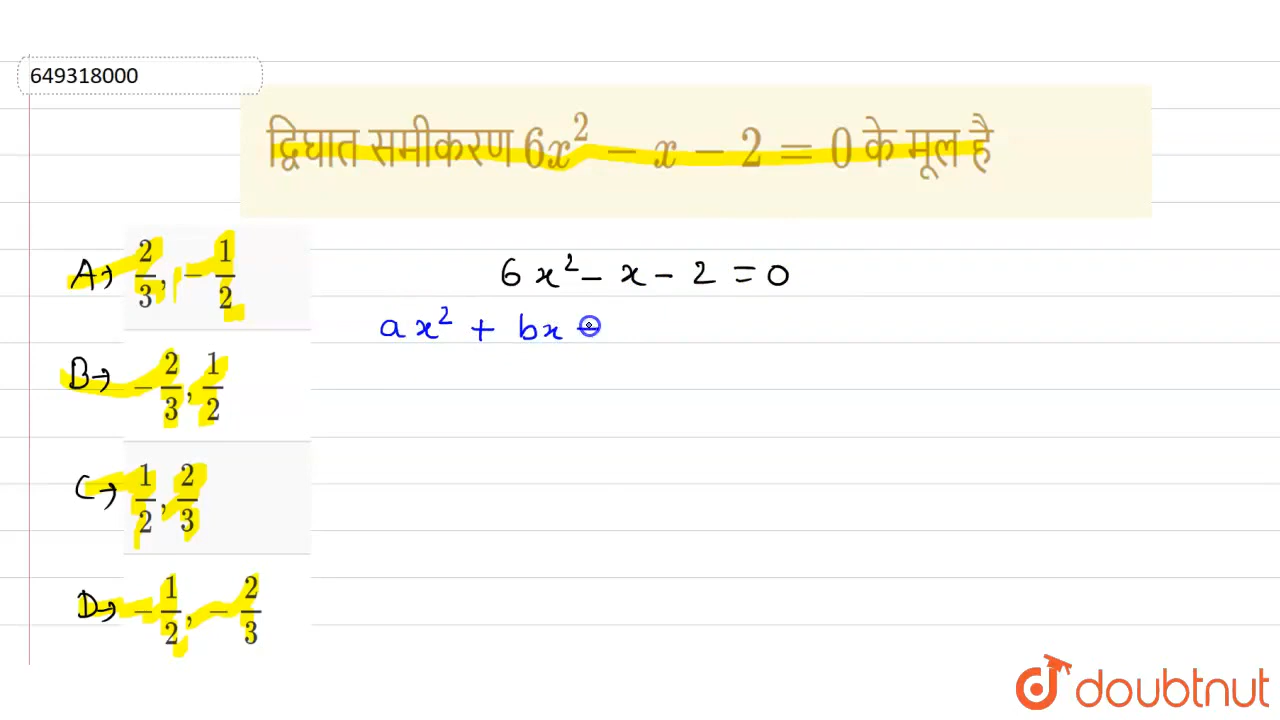 649318000
द्विघात समीकरण 6x² − x − 2 = 0 के मूल है
A→ 2/3, −1/2
6x² − x − 2 = 0
ax² + bx
B→ −2/3, 1/2
C→ 1/2, 2/3
D→ −1/2, −2/3
doubtnut